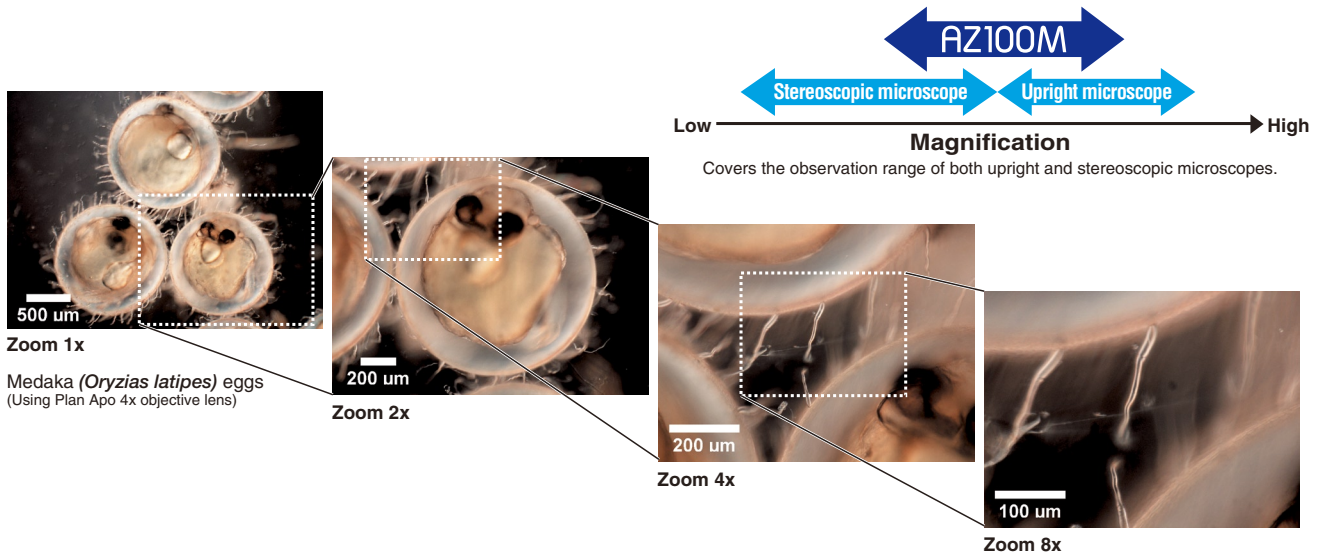 AZ100M
Stereoscopic microscope
Upright microscope
Low
High
Magnification
Covers the observation range of both upright and stereoscopic microscopes.
500 um
Zoom 1x
Medaka (Oryzias latipes) eggs
(Using Plan Apo 4x objective lens)
200 um
Zoom 2x
200 um
Zoom 4x
100 um
Zoom 8x